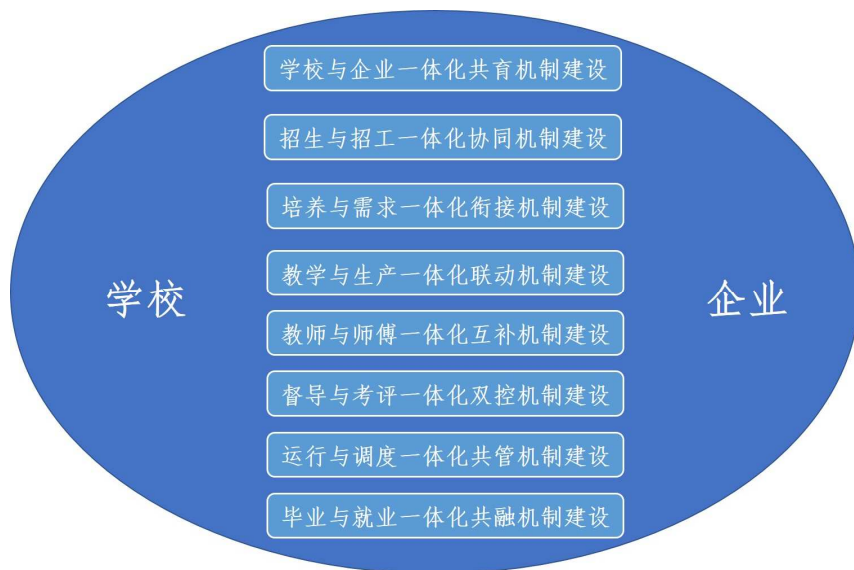 学校与企业一体化共育机制建设
招生与招工一体化协同机制建设
培养与需求一体化衔接机制建设
教学与生产一体化联动机制建设
学校
企业
教师与师傅一体化互补机制建设
督导与考评一体化双控机制建设
运行与调度一体化共管机制建设
毕业与就业一体化共融机制建设